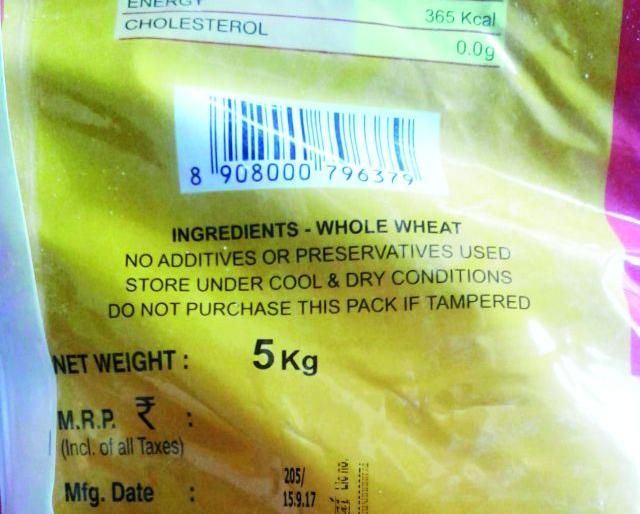 ENERGY 365 Kcal
CHOLESTEROL 0.0g
8 908000 796379
INGREDIENTS - WHOLE WHEAT
NO ADDITIVES OR PRESERVATIVES USED
STORE UNDER COOL & DRY CONDITIONS
DO NOT PURCHASE THIS PACK IF TAMPERED
NET WEIGHT : 5 Kg
M.R.P. ₹ :
(Incl. of all Taxes)
205/
Mfg. Date : 15.9.17
Lic no.